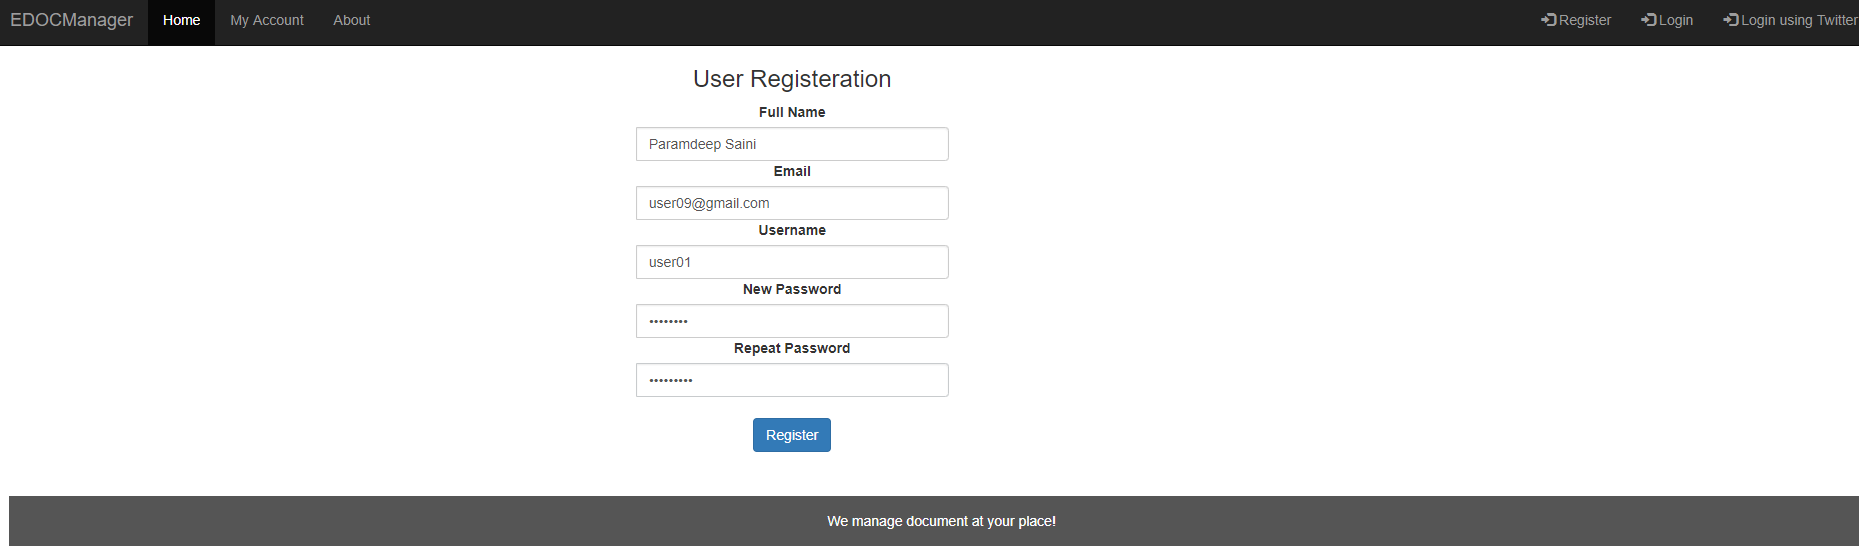 EDOCManager Home My Account About Register Login Login using Twitter
User Registeration
Full Name
Paramdeep Saini
Email
user09@gmail.com
Username
user01
New Password
••••••••
Repeat Password
•••••••••
Register
We manage document at your place!